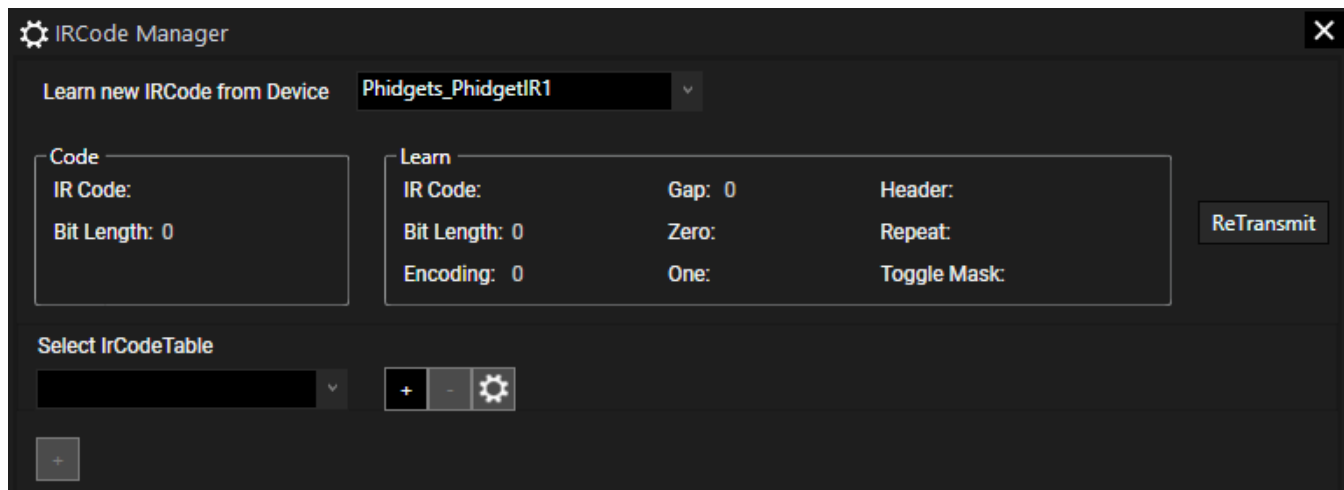 IRCode Manager
Learn new IRCode from Device Phidgets_PhidgetIR1
Code
IR Code:
Bit Length: 0
Learn
IR Code: Gap: 0 Header:
Bit Length: 0 Zero: Repeat:
Encoding: 0 One: Toggle Mask:
ReTransmit
Select IrCodeTable
+ -
+